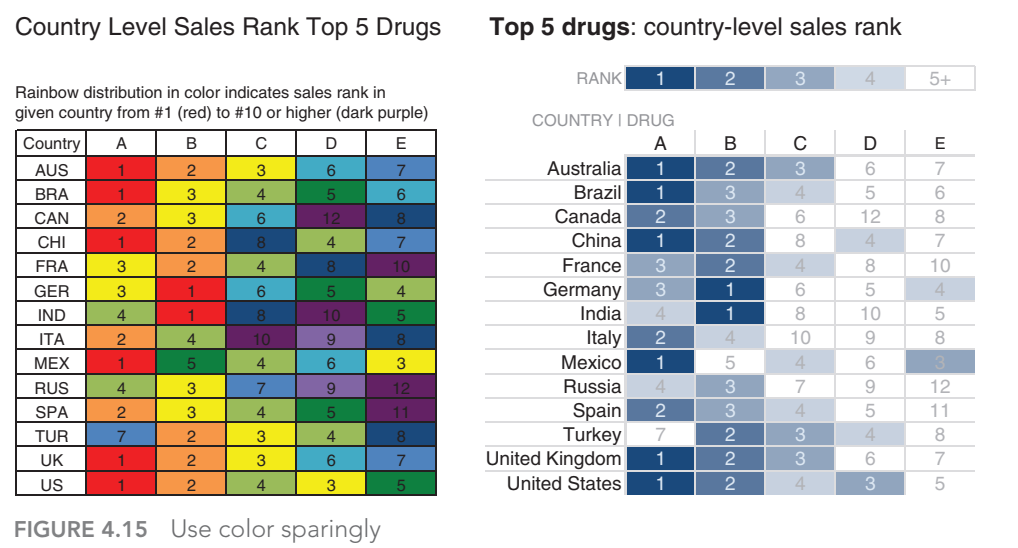 Country Level Sales Rank Top 5 Drugs
Rainbow distribution in color indicates sales rank in
given country from #1 (red) to #10 or higher (dark purple)
Country A B C D E
AUS 1 2 3 6 7
BRA 1 3 4 5 6
CAN 2 3 6 12 8
CHI 1 2 8 4 7
FRA 3 2 4 8 10
GER 3 1 6 5 4
IND 4 1 8 10 5
ITA 2 4 10 9 8
MEX 1 5 4 6 3
RUS 4 3 7 9 12
SPA 2 3 4 5 11
TUR 7 2 3 4 8
UK 1 2 3 6 7
US 1 2 4 3 5
Top 5 drugs: country-level sales rank
RANK 1 2 3 4 5+
COUNTRY | DRUG
A B C D E
Australia 1 2 3 6 7
Brazil 1 3 4 5 6
Canada 2 3 6 12 8
China 1 2 8 4 7
France 3 2 4 8 10
Germany 3 1 6 5 4
India 4 1 8 10 5
Italy 2 4 10 9 8
Mexico 1 5 4 6 3
Russia 4 3 7 9 12
Spain 2 3 4 5 11
Turkey 7 2 3 4 8
United Kingdom 1 2 3 6 7
United States 1 2 4 3 5
FIGURE 4.15 Use color sparingly